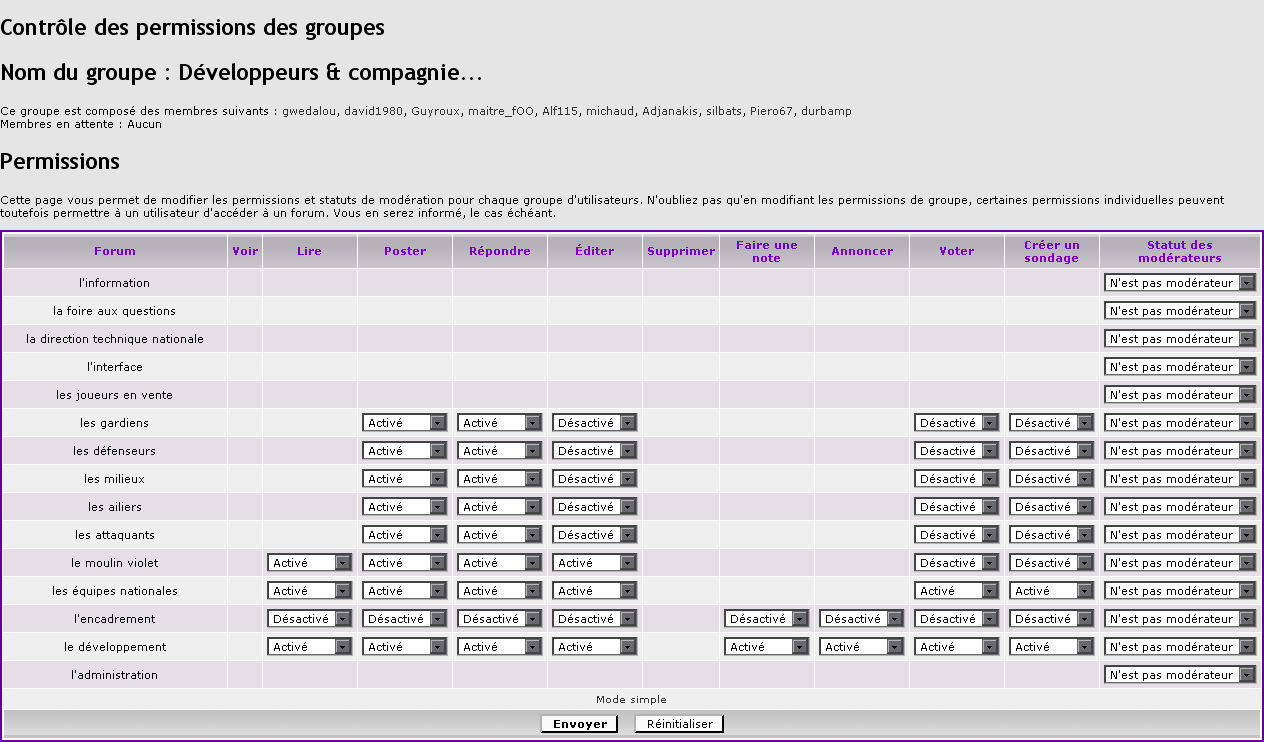 Contrôle des permissions des groupes
Nom du groupe : Développeurs & compagnie...
Ce groupe est composé des membres suivants : gwedalou, david1980, Guyroux, maitre_fOO, Alf115, michaud, Adjanakis, silbats, Piero67, durbamp
Membres en attente : Aucun
Permissions
Cette page vous permet de modifier les permissions et statuts de modération pour chaque groupe d'utilisateurs. N'oubliez pas qu'en modifiant les permissions de groupe, certaines permissions individuelles peuvent
toutefois permettre à un utilisateur d'accéder à un forum. Vous en serez informé, le cas échéant.
Forum Voir Lire Poster Répondre Éditer Supprimer Faire une note Annoncer Voter Créer un sondage Statut des modérateurs
l'information N'est pas modérateur
la foire aux questions N'est pas modérateur
la direction technique nationale N'est pas modérateur
l'interface N'est pas modérateur
les joueurs en vente N'est pas modérateur
les gardiens Activé Activé Désactivé Désactivé Désactivé N'est pas modérateur
les défenseurs Activé Activé Désactivé Désactivé Désactivé N'est pas modérateur
les milieux Activé Activé Désactivé Désactivé Désactivé N'est pas modérateur
les ailiers Activé Activé Désactivé Désactivé Désactivé N'est pas modérateur
les attaquants Activé Activé Désactivé Désactivé Désactivé N'est pas modérateur
le moulin violet Activé Activé Activé Activé Désactivé Désactivé N'est pas modérateur
les équipes nationales Activé Activé Activé Activé Activé Activé N'est pas modérateur
l'encadrement Désactivé Désactivé Désactivé Désactivé Désactivé Désactivé Désactivé Désactivé N'est pas modérateur
le développement Activé Activé Activé Activé Activé Activé Activé Activé N'est pas modérateur
l'administration N'est pas modérateur
Mode simple
Envoyer Réinitialiser